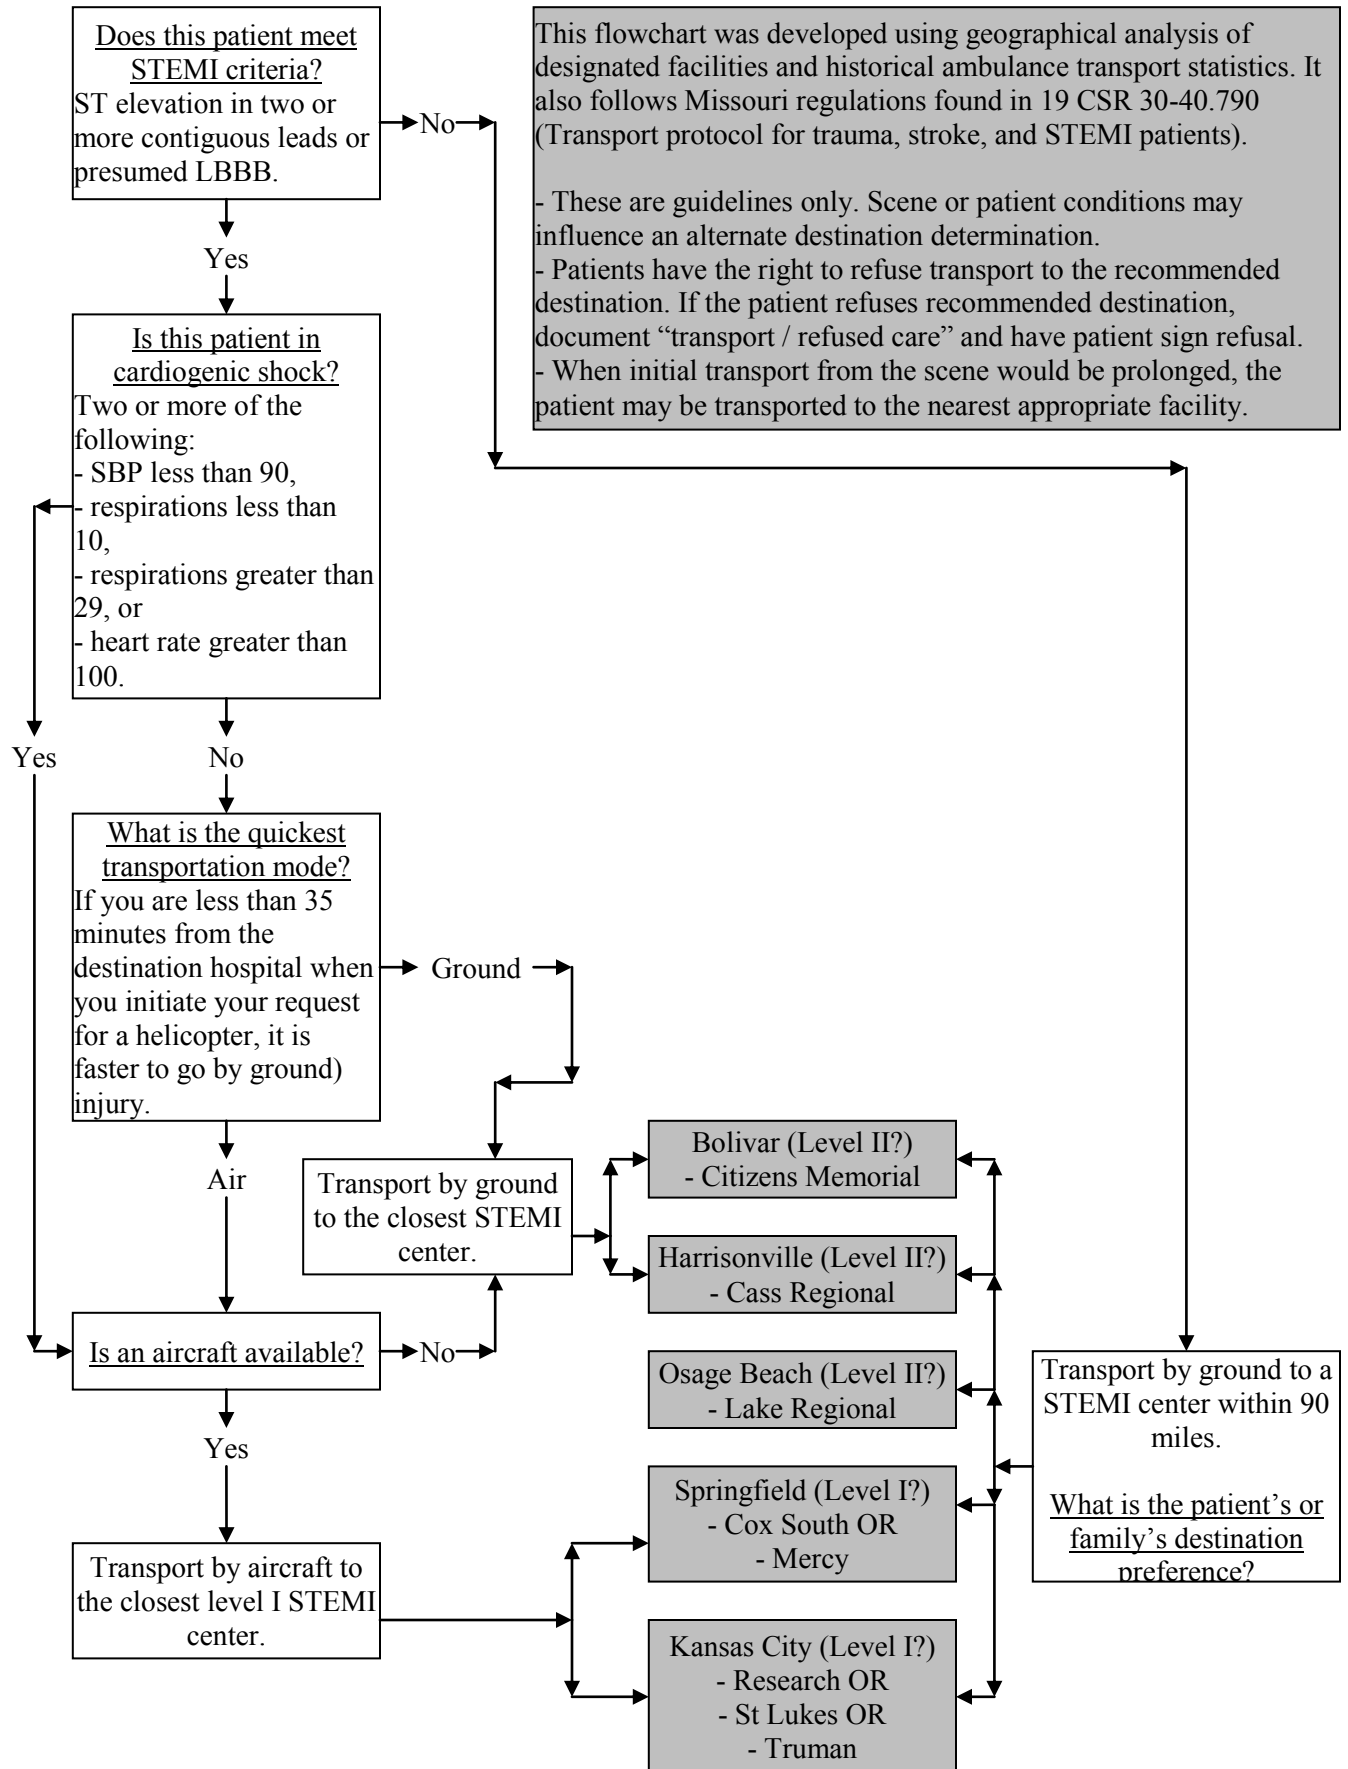 Does this patient meet
STEMI criteria?
ST elevation in two or
more contiguous leads or
presumed LBBB.
No
This flowchart was developed using geographical analysis of
designated facilities and historical ambulance transport statistics. It
also follows Missouri regulations found in 19 CSR 30-40.790
(Transport protocol for trauma, stroke, and STEMI patients).
- These are guidelines only. Scene or patient conditions may
influence an alternate destination determination.
- Patients have the right to refuse transport to the recommended
destination. If the patient refuses recommended destination,
document “transport / refused care” and have patient sign refusal.
- When initial transport from the scene would be prolonged, the
patient may be transported to the nearest appropriate facility.
Yes
Is this patient in
cardiogenic shock?
Two or more of the
following:
- SBP less than 90,
- respirations less than
10,
- respirations greater than
29, or
- heart rate greater than
100.
Yes
No
What is the quickest
transportation mode?
If you are less than 35
minutes from the
destination hospital when
you initiate your request
for a helicopter, it is
faster to go by ground)
injury.
Ground
Air
Transport by ground
to the closest STEMI
center.
Bolivar (Level II?)
- Citizens Memorial
Harrisonville (Level II?)
- Cass Regional
Is an aircraft available?
No
Osage Beach (Level II?)
- Lake Regional
Transport by ground to a
STEMI center within 90
miles.
What is the patient’s or
family’s destination
preference?
Yes
Springfield (Level I?)
- Cox South OR
- Mercy
Transport by aircraft to
the closest level I STEMI
center.
Kansas City (Level I?)
- Research OR
- St Lukes OR
- Truman